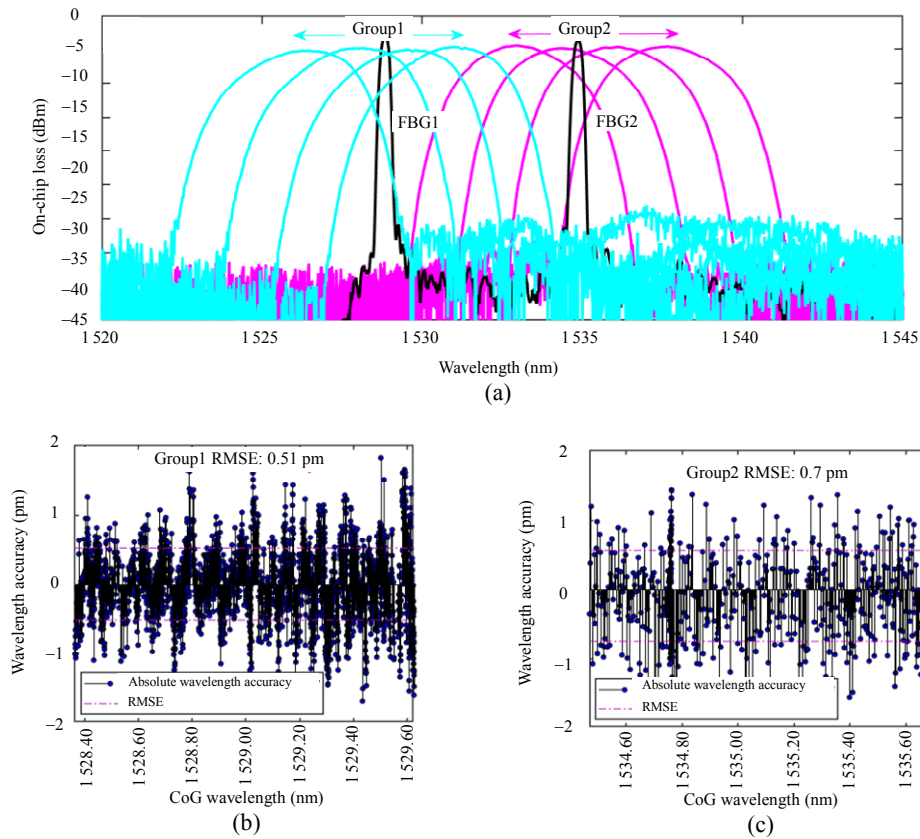 Group1
Group2
FBG1
FBG2
0
−5
−10
−15
−20
−25
−30
−35
−40
−45
On-chip loss (dBm)
1 520
1 525
1 530
1 535
1 540
1 545
Wavelength (nm)
(a)
Group1 RMSE: 0.51 pm
2
1
0
−1
−2
Wavelength accuracy (pm)
Absolute wavelength accuracy
RMSE
1 528.40
1 528.60
1 528.80
1 529.00
1 529.20
1 529.40
1 529.60
CoG wavelength (nm)
(b)
Group2 RMSE: 0.7 pm
2
1
0
−1
−2
Wavelength accuracy (pm)
Absolute wavelength accuracy
RMSE
1 534.60
1 534.80
1 535.00
1 535.20
1 535.40
1 535.60
CoG wavelength (nm)
(c)